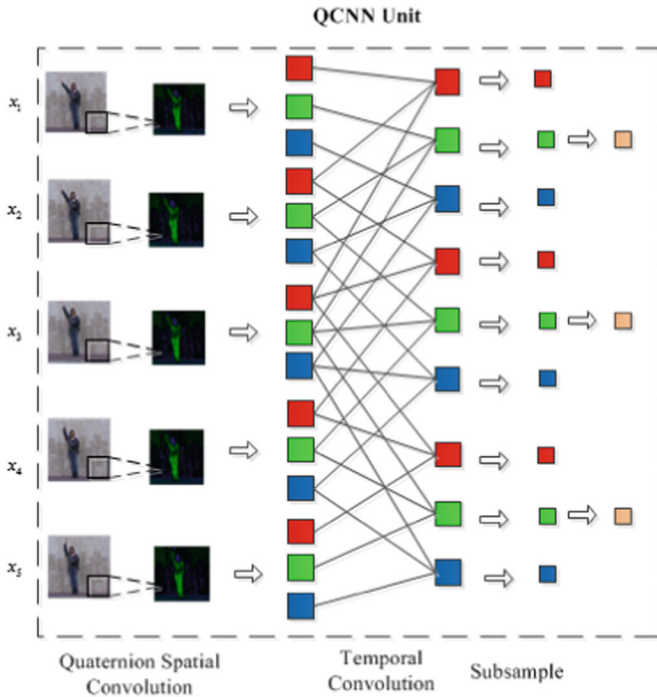 QCNN Unit
x1
x2
x3
x4
x5
Quaternion Spatial
Convolution
Temporal
Convolution
Subsample